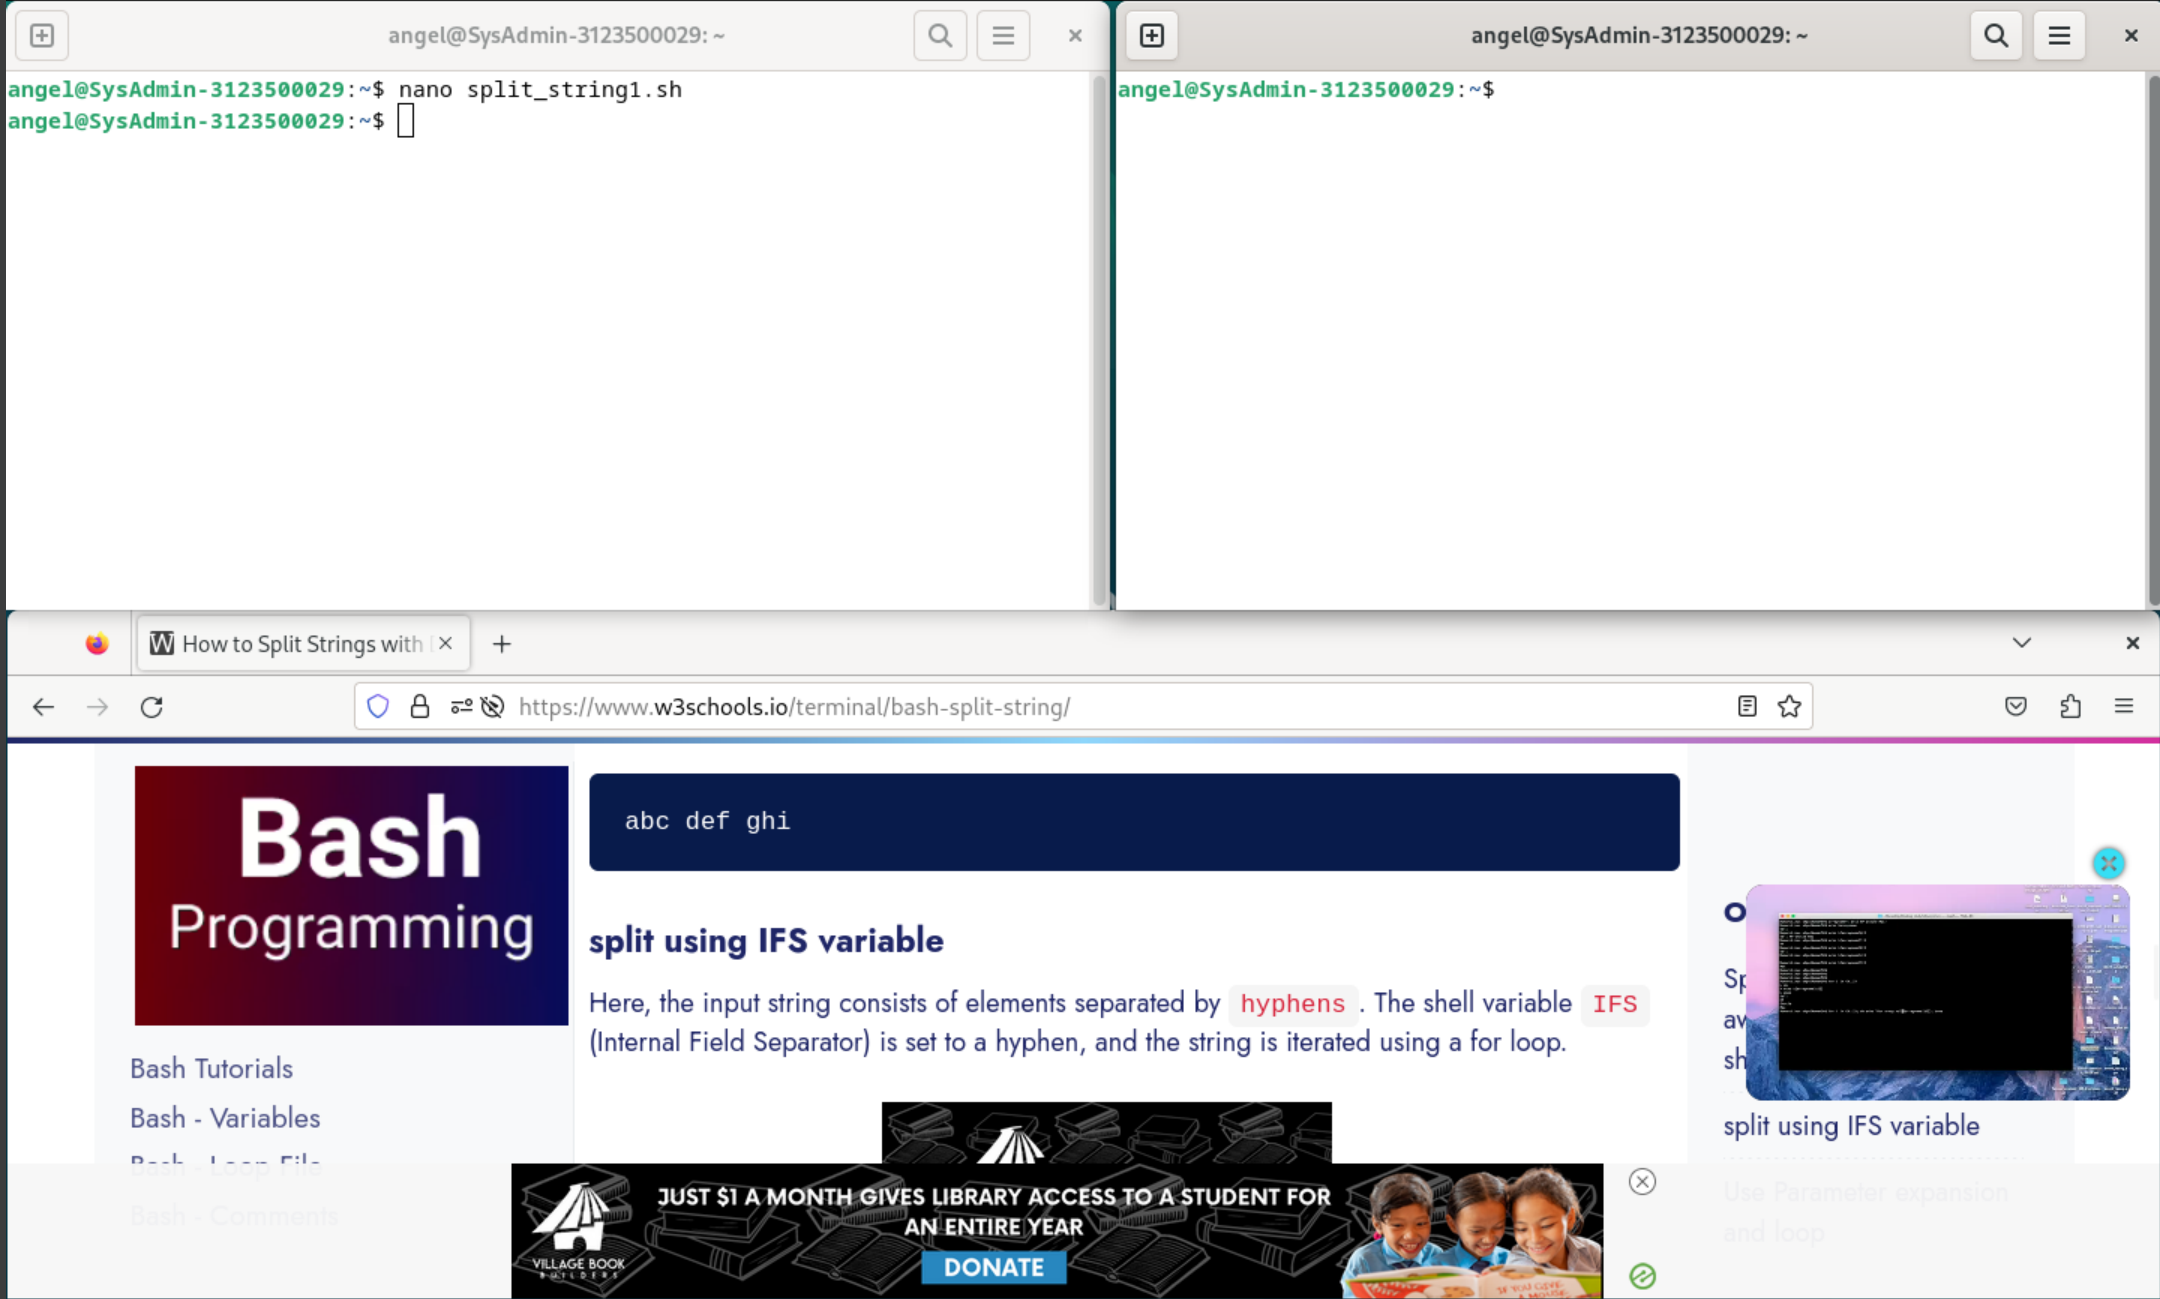 angel@SysAdmin-3123500029: ~
angel@SysAdmin-3123500029:~$ nano split_string1.sh
angel@SysAdmin-3123500029:~$
angel@SysAdmin-3123500029: ~
angel@SysAdmin-3123500029:~$
How to Split Strings with
https://www.w3schools.io/terminal/bash-split-string/
Bash
Programming
Bash Tutorials
Bash - Variables
Bash - Loop File
Bash - Comments
abc def ghi
split using IFS variable
Here, the input string consists of elements separated by hyphens . The shell variable IFS
(Internal Field Separator) is set to a hyphen, and the string is iterated using a for loop.
Sp
sh
split using IFS variable
Use Parameter expansion
and loop
VILLAGE BOOK
BUILDERS
JUST $1 A MONTH GIVES LIBRARY ACCESS TO A STUDENT FOR
AN ENTIRE YEAR
DONATE
IF YOU GIVE
A MOUSE